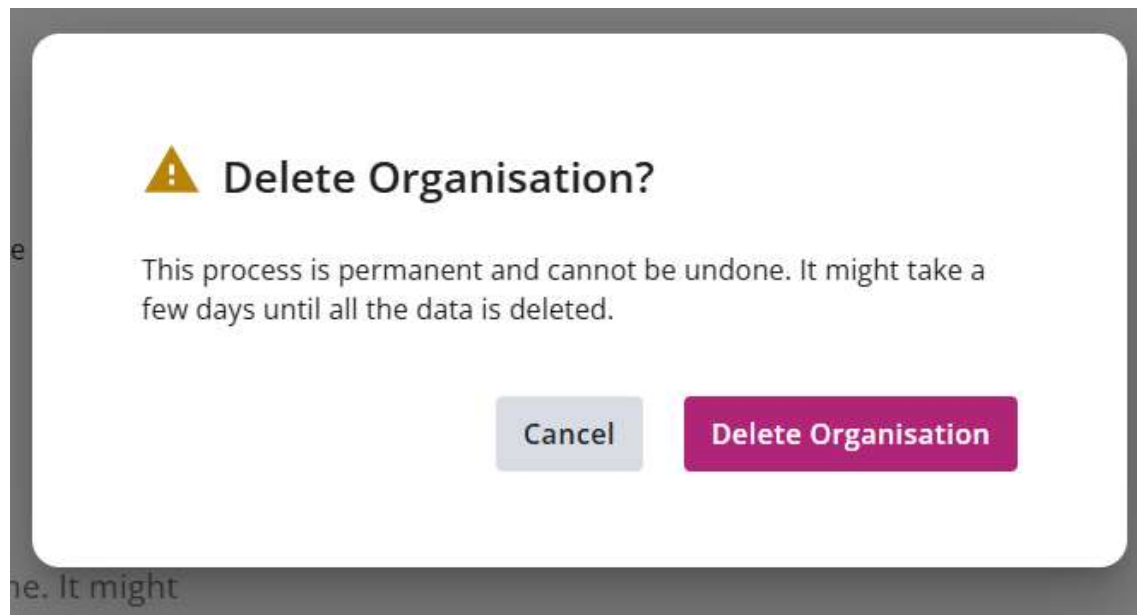 Delete Organisation?
e
This process is permanent and cannot be undone. It might take a
few days until all the data is deleted.
Cancel
Delete Organisation
ne. It might